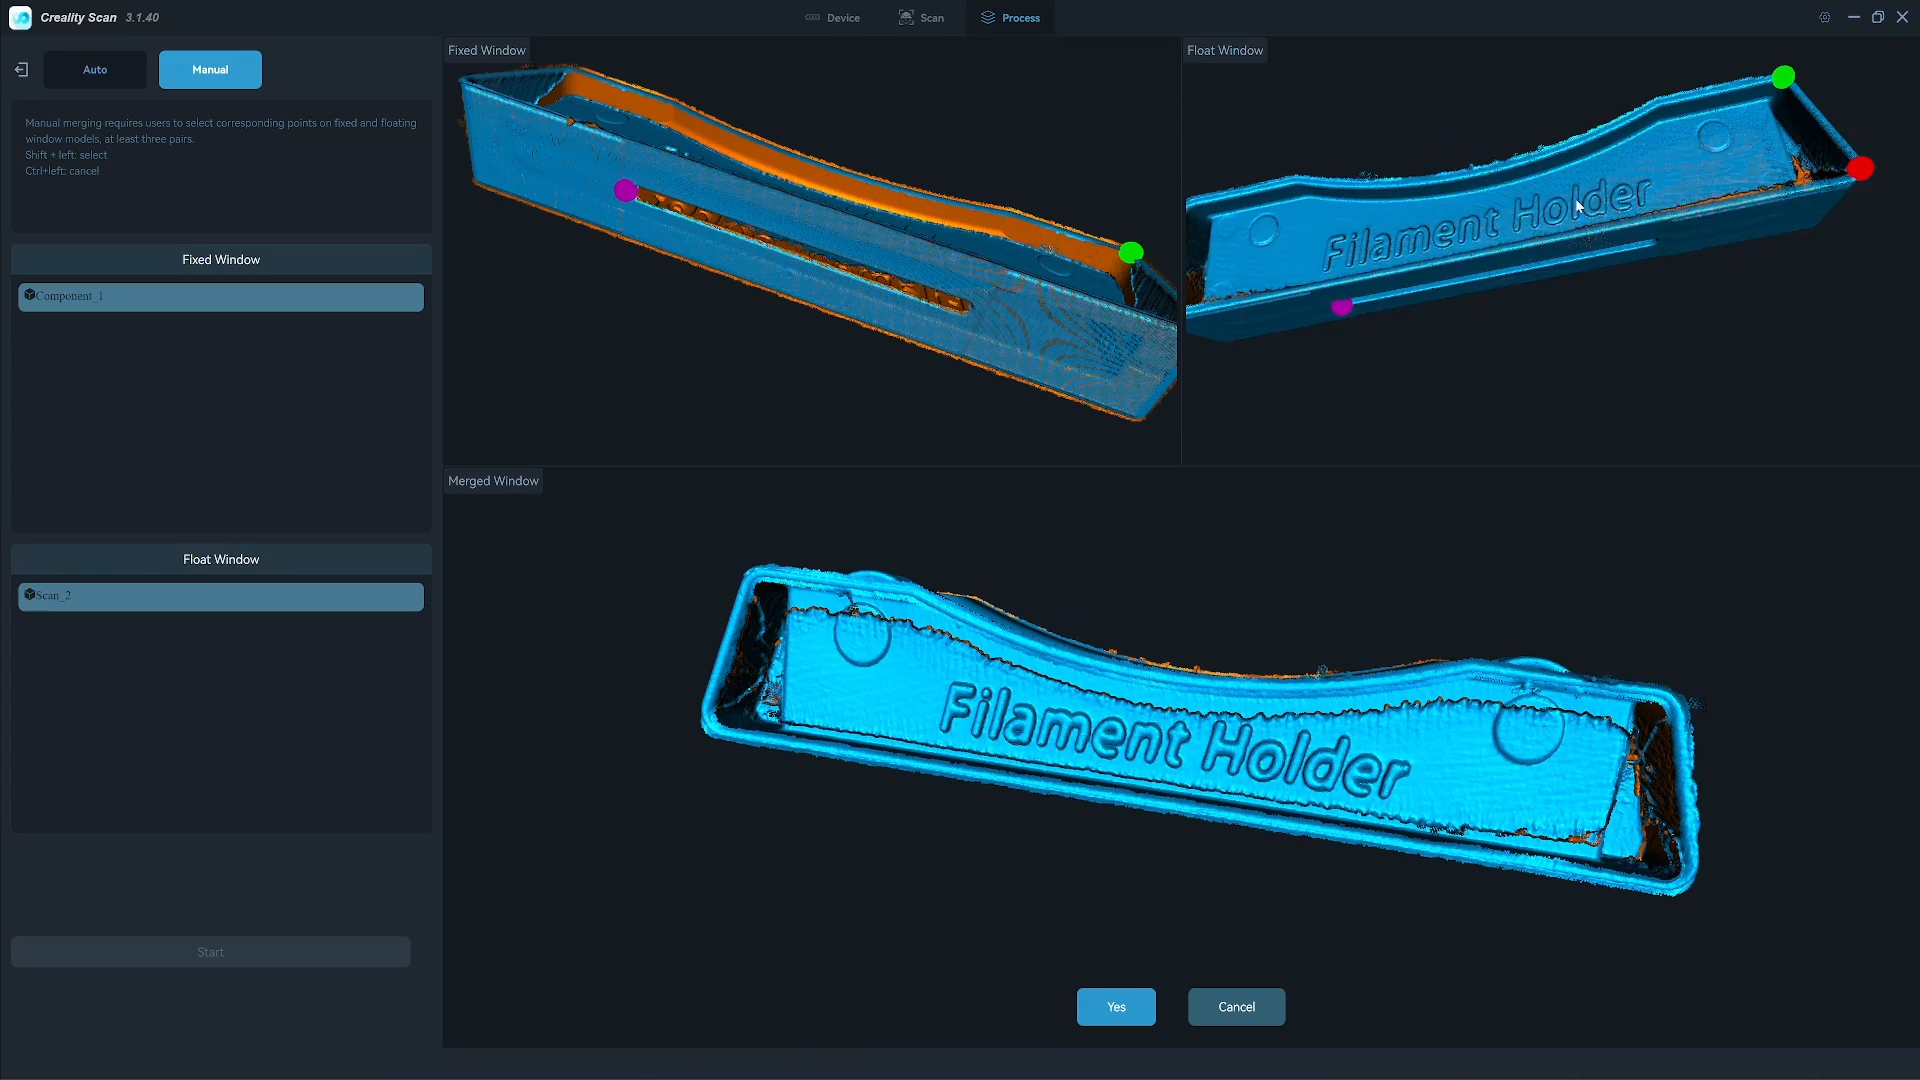 Creality Scan 3.1.40
Device
Scan
Process
Auto
Manual
Manual merging requires users to select corresponding points on fixed and floating
window models, at least three pairs.
Shift + left: select
Ctrl+left: cancel
Fixed Window
Component_1
Float Window
Scan_2
Start
Fixed Window
Float Window
Filament Holder
Merged Window
Filament Holder
Yes
Cancel